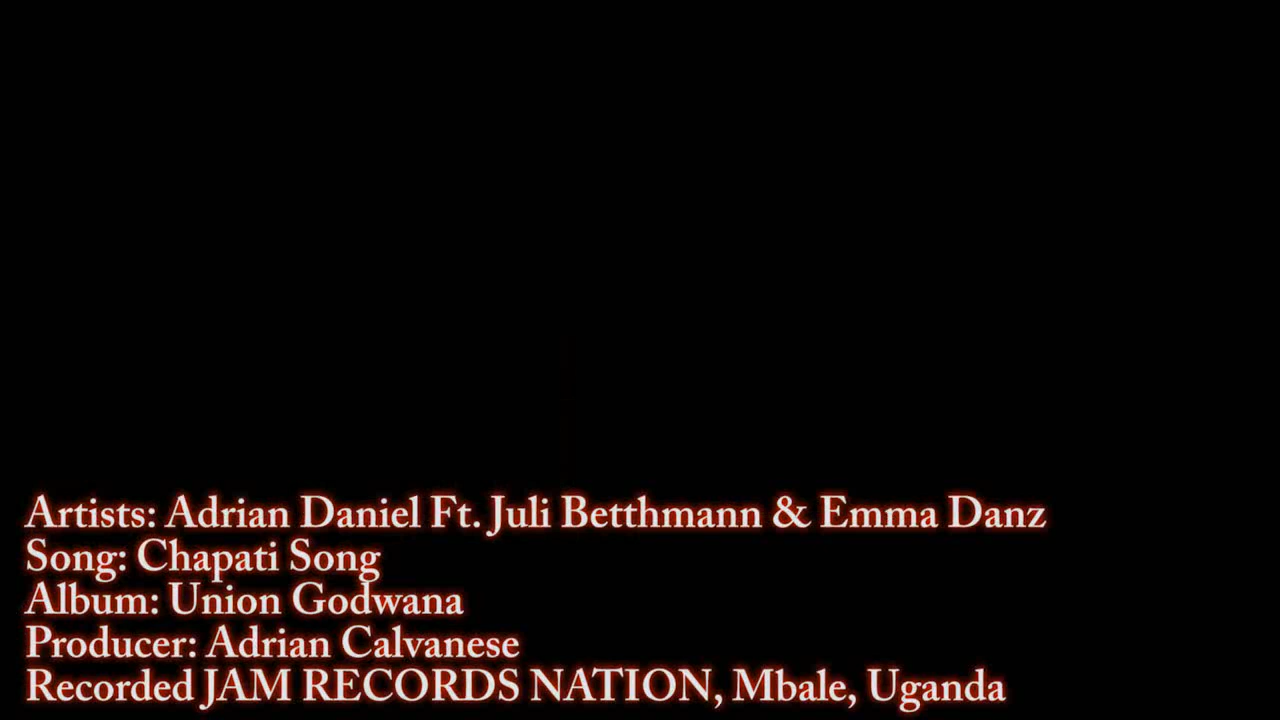 Artists: Adrian Daniel Ft. Juli Betthmann & Emma Danz
Song: Chapati Song
Album: Union Godwana
Producer: Adrian Calvanese
Recorded JAM RECORDS NATION, Mbale, Uganda